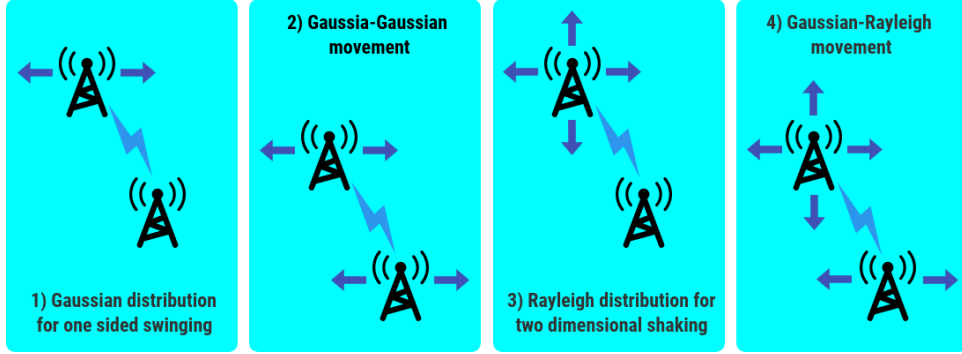 1) Gaussian distribution
for one sided swinging
2) Gaussia-Gaussian
movement
3) Rayleigh distribution for
two dimensional shaking
4) Gaussian-Rayleigh
movement